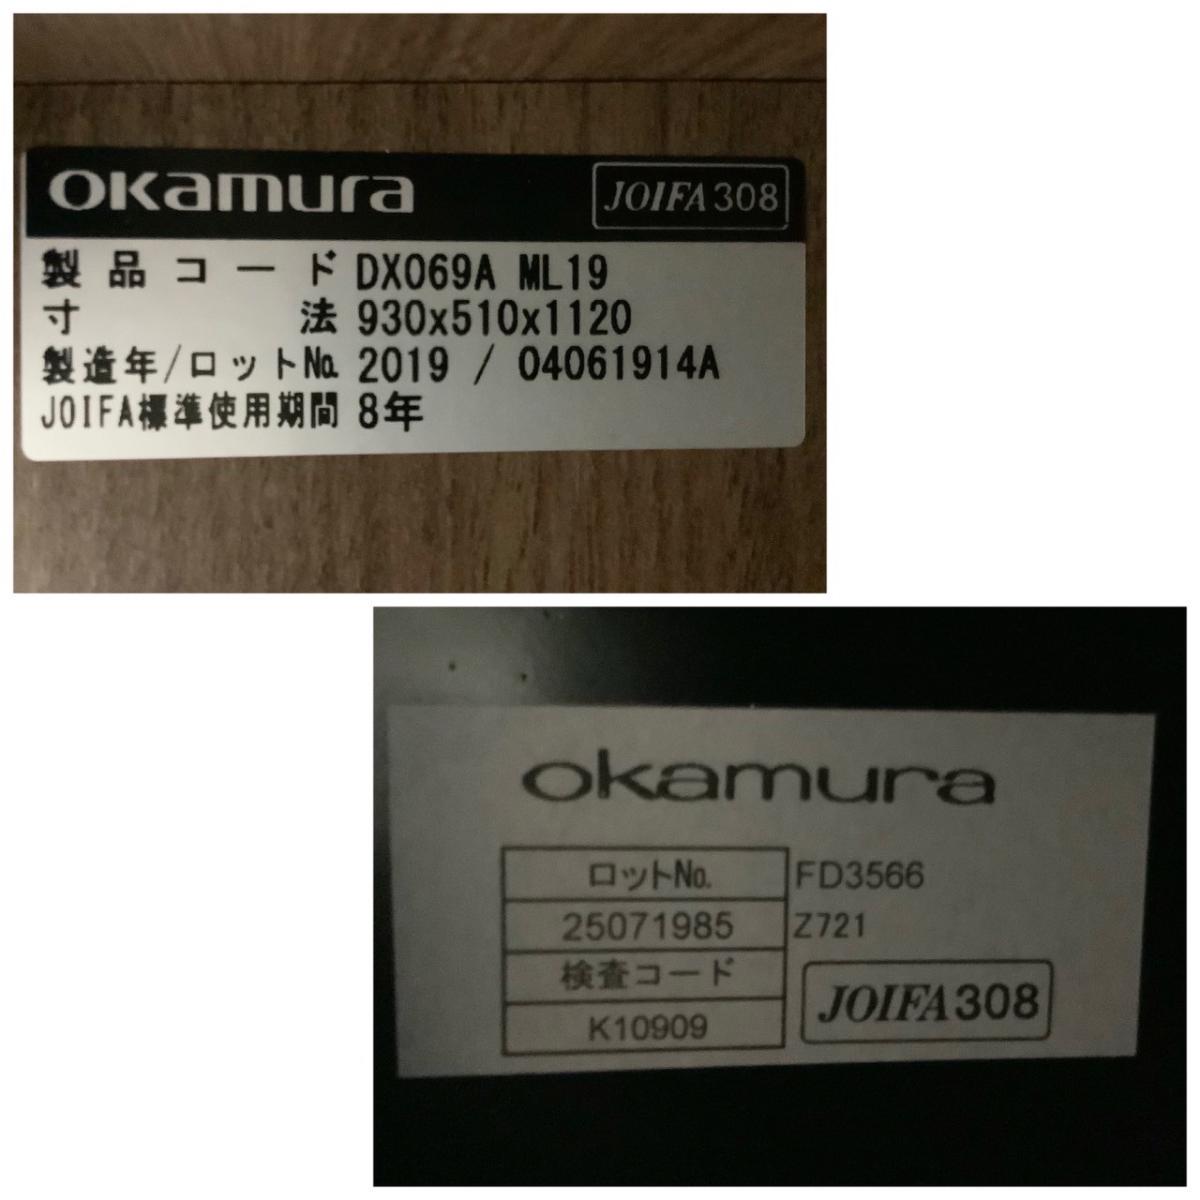 okamura JOIFA308
製品コード DX069A ML19
寸法 930x510x1120
製造年/ロット№ 2019 / 04061914A
JOIFA標準使用期間 8年
okamura
ロット№. FD3566
25071985 Z721
検査コード
K10909 JOIFA308